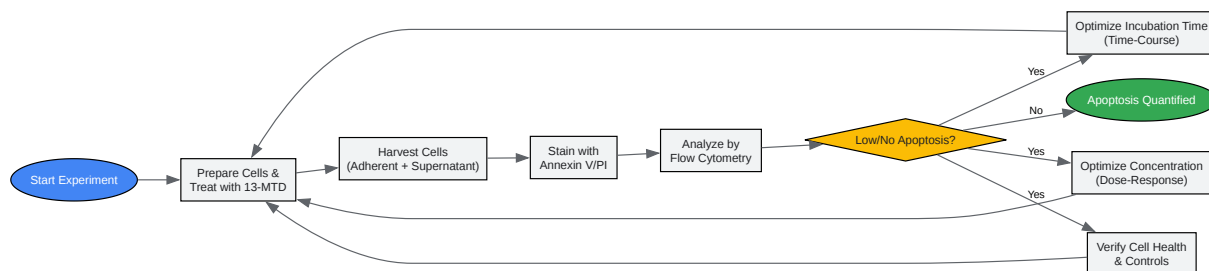 Start Experiment
Prepare Cells &
Treat with 13-MTD
Harvest Cells
(Adherent + Supernatant)
Stain with
Annexin V/PI
Analyze by
Flow Cytometry
Low/No Apoptosis?
Yes
Optimize Incubation Time
(Time-Course)
No
Apoptosis Quantified
Yes
Optimize Concentration
(Dose-Response)
Yes
Verify Cell Health
& Controls